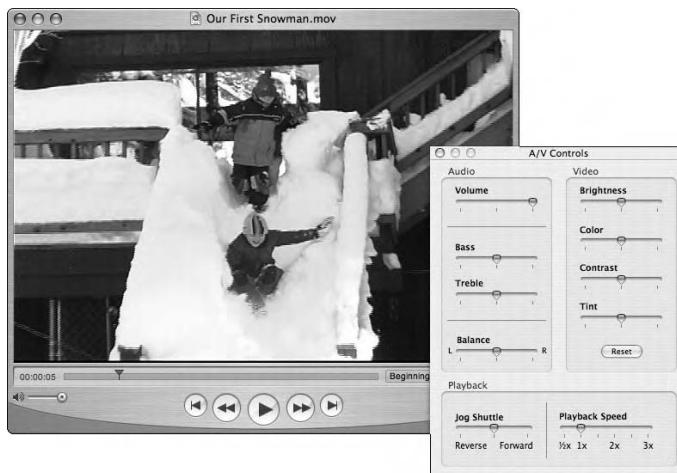 Our First Snowman.mov
00:00:05
Beginning
A/V Controls
Audio
Video
Volume
Brightness
Color
Bass
Contrast
Treble
Tint
Balance
L
R
Reset
Playback
Jog Shuttle
Playback Speed
Reverse
Forward
½x
1x
2x
3x